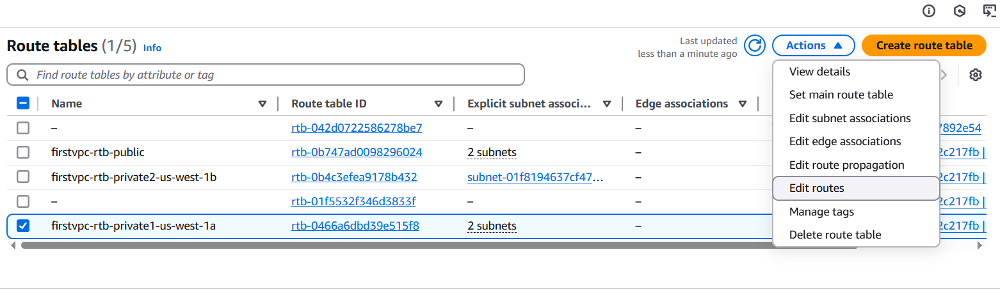 Route tables (1/5) Info
Last updated
less than a minute ago
Actions
Create route table
Find route tables by attribute or tag
View details
Set main route table
Edit subnet associations
Edit edge associations
Edit route propagation
Edit routes
Manage tags
Delete route table
Name Route table ID Explicit subnet associ... Edge associations
– rtb-042d0722586278be7 – – 7892e54
firstvpc-rtb-public rtb-0b747ad0098296024 2 subnets – 2c217fb |
firstvpc-rtb-private2-us-west-1b rtb-0b4c3efea9178b432 subnet-01f8194637cf47... – 2c217fb |
– rtb-01f5532f346d3833f – – 2c217fb |
firstvpc-rtb-private1-us-west-1a rtb-0466a6dbd39e515f8 2 subnets – 2c217fb |